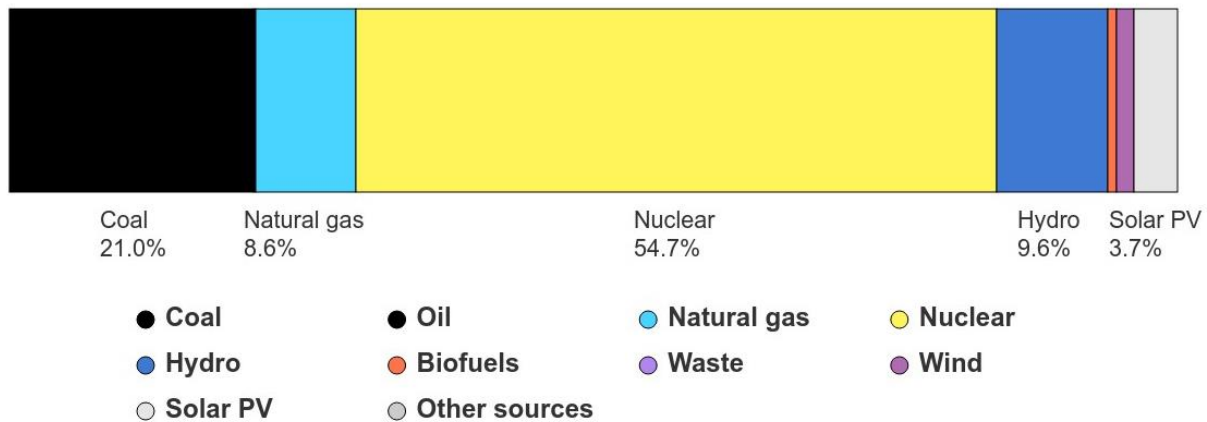 Coal Natural gas Nuclear Hydro Solar PV
21.0% 8.6% 54.7% 9.6% 3.7%
Coal Oil Natural gas Nuclear
Hydro Biofuels Waste Wind
Solar PV Other sources